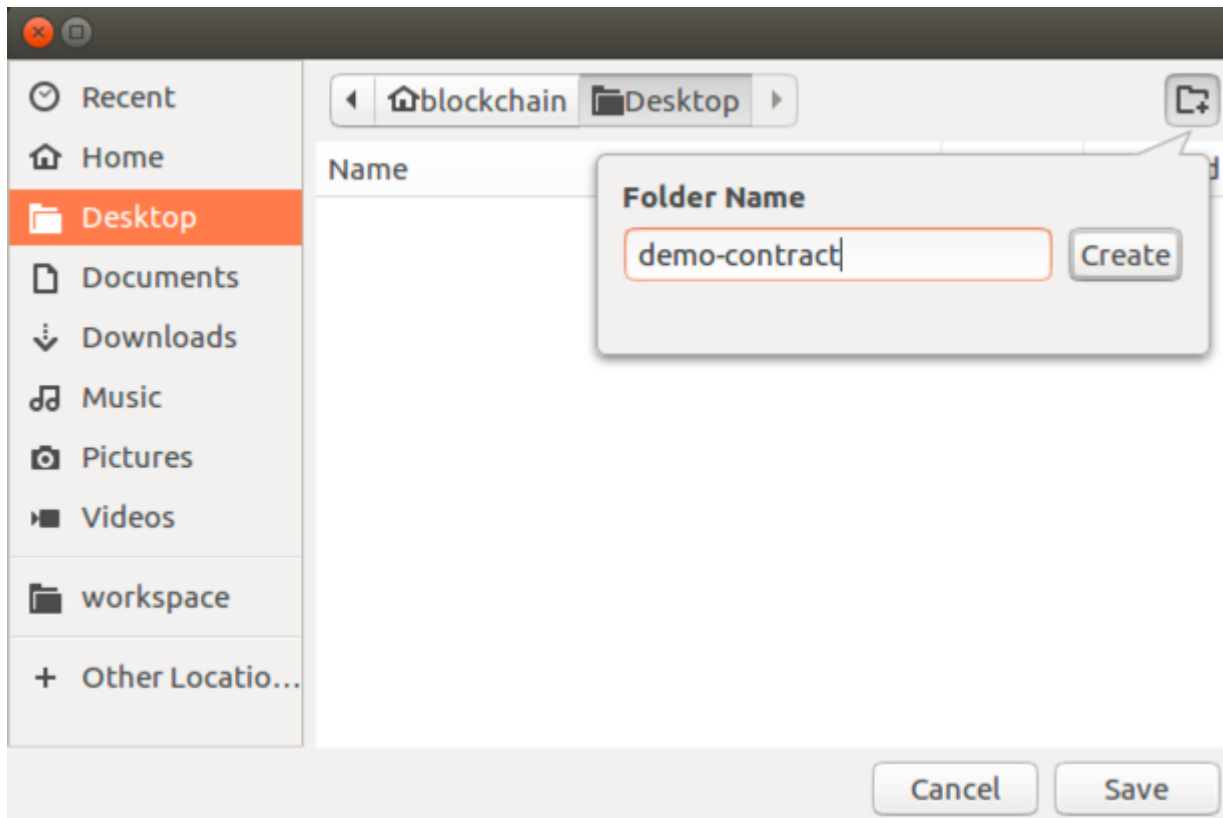 Recent
Home
Desktop
Documents
Downloads
Music
Pictures
Videos
workspace
Other Locatio...
blockchain Desktop
Name
Folder Name
demo-contract Create
Cancel Save